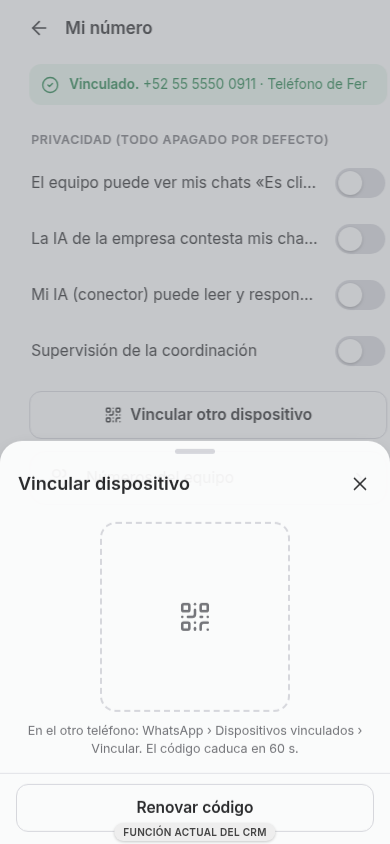 Mi número
Vinculado. +52 55 5550 0911 · Teléfono de Fer
PRIVACIDAD (TODO APAGADO POR DEFECTO)
El equipo puede ver mis chats «Es cli...
La IA de la empresa contesta mis cha...
Mi IA (conector) puede leer y respon...
Supervisión de la coordinación
Vincular otro dispositivo
Vincular dispositivo
En el otro teléfono: WhatsApp › Dispositivos vinculados ›
Vincular. El código caduca en 60 s.
Renovar código
FUNCIÓN ACTUAL DEL CRM